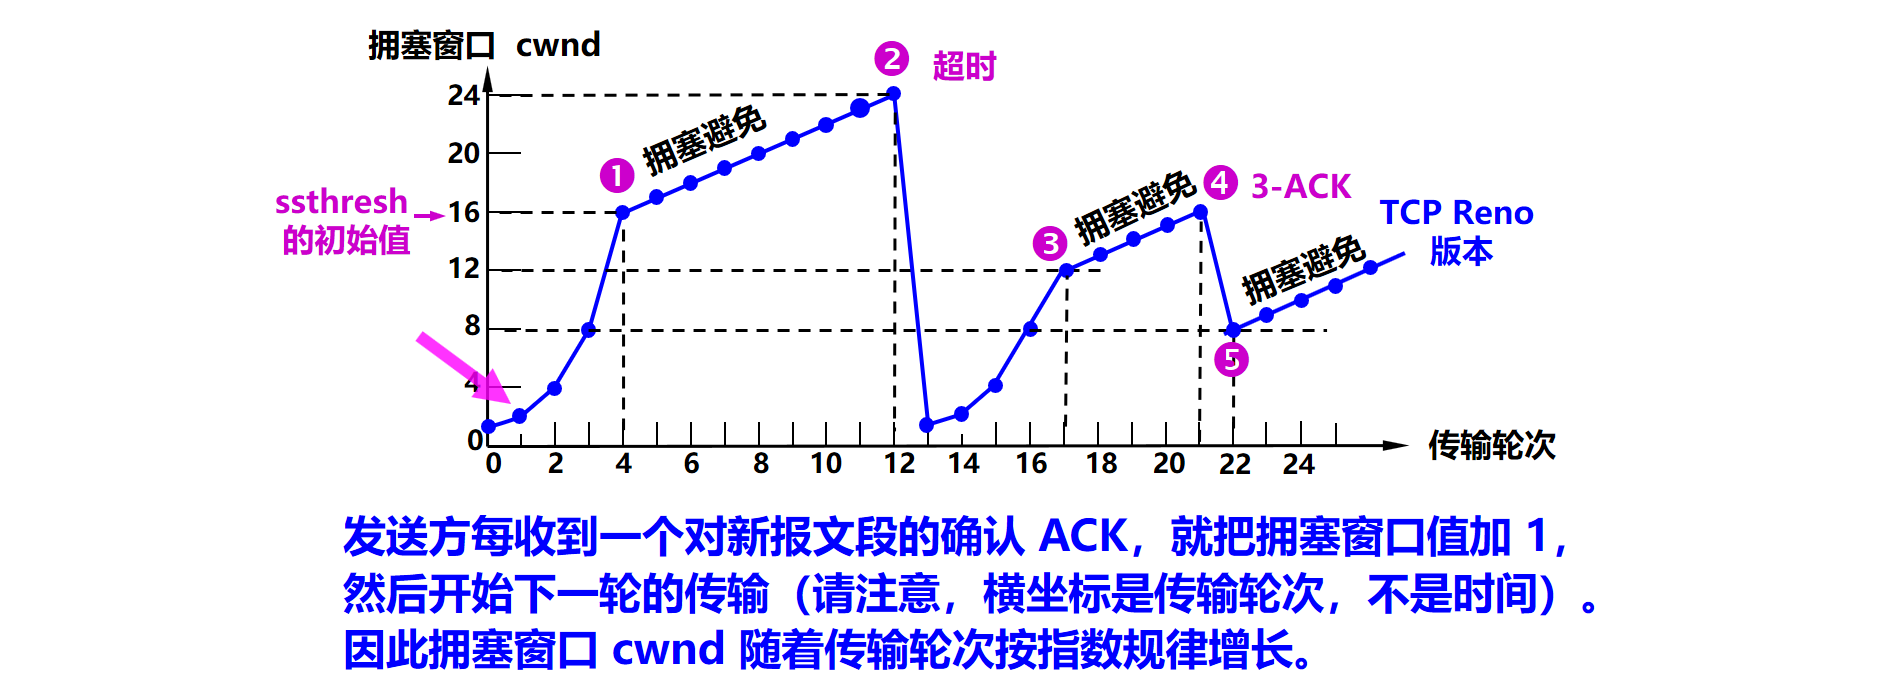 拥塞窗口 cwnd
❷ 超时
24
拥塞避免
20
❶
ssthresh
的初始值
16
❹ 3-ACK
拥塞避免
TCP Reno
版本
❸
12
拥塞避免
8
❺
4
0
传输轮次
0 2 4 6 8 10 12 14 16 18 20 22 24
发送方每收到一个对新报文段的确认 ACK，就把拥塞窗口值加 1，
然后开始下一轮的传输（请注意，横坐标是传输轮次，不是时间）。
因此拥塞窗口 cwnd 随着传输轮次按指数规律增长。